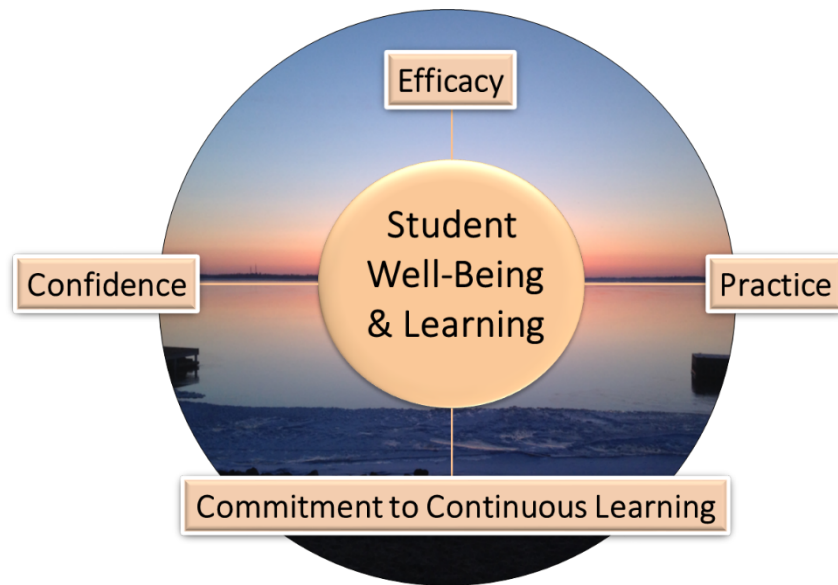 Efficacy
Student
Well-Being
& Learning
Confidence
Practice
Commitment to Continuous Learning